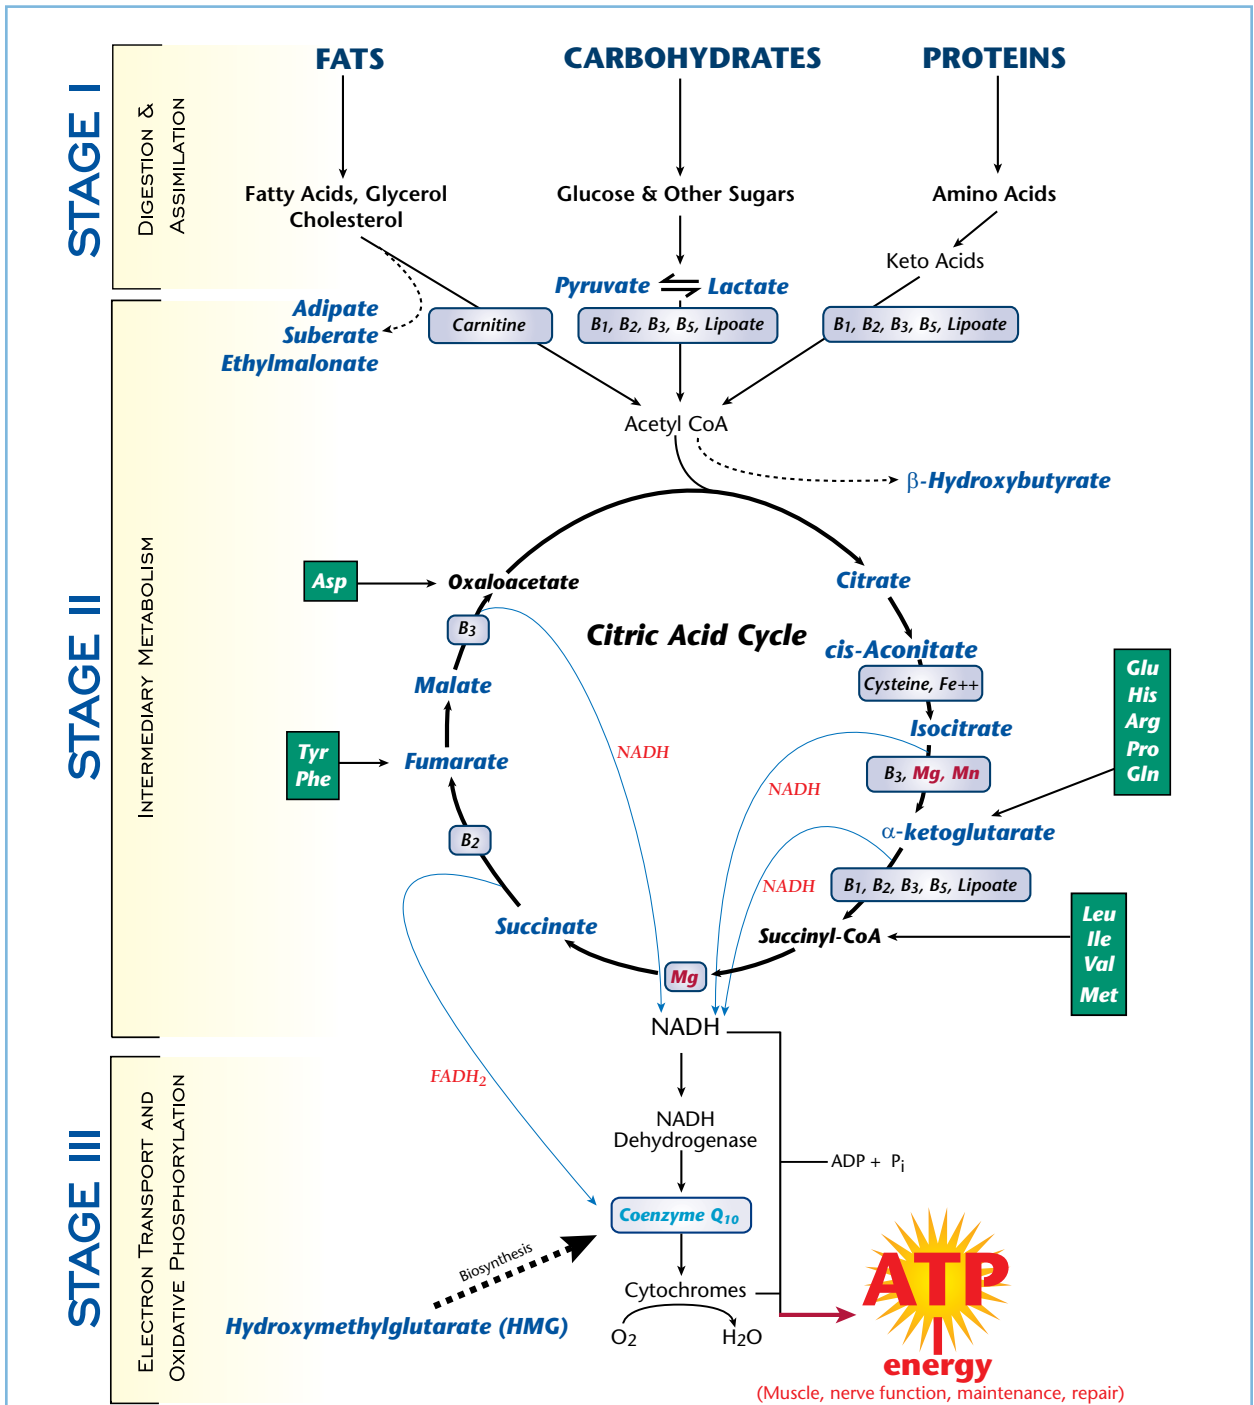 STAGE I
DIGESTION &
ASSIMILATION
FATS
CARBOHYDRATES
PROTEINS
Fatty Acids, Glycerol
Cholesterol
Glucose & Other Sugars
Amino Acids
Keto Acids
Pyruvate
Lactate
STAGE II
INTERMEDIARY METABOLISM
Adipate
Suberate
Ethylmalonate
Carnitine
B1, B2, B3, B5, Lipoate
B1, B2, B3, B5, Lipoate
Acetyl CoA
β-Hydroxybutyrate
Asp
Oxaloacetate
Citrate
B3
Citric Acid Cycle
cis-Aconitate
Cysteine, Fe++
Malate
Isocitrate
Glu
His
Arg
Pro
Gln
Tyr
Phe
Fumarate
NADH
NADH
B3, Mg, Mn
α-ketoglutarate
B2
NADH
B1, B2, B3, B5, Lipoate
Succinate
Succinyl-CoA
Leu
Ile
Val
Met
Mg
NADH
STAGE III
ELECTRON TRANSPORT AND
OXIDATIVE PHOSPHORYLATION
FADH2
NADH
Dehydrogenase
ADP + Pi
Coenzyme Q10
Biosynthesis
Cytochromes
Hydroxymethylglutarate (HMG)
O2
H2O
ATP
energy
(Muscle, nerve function, maintenance, repair)